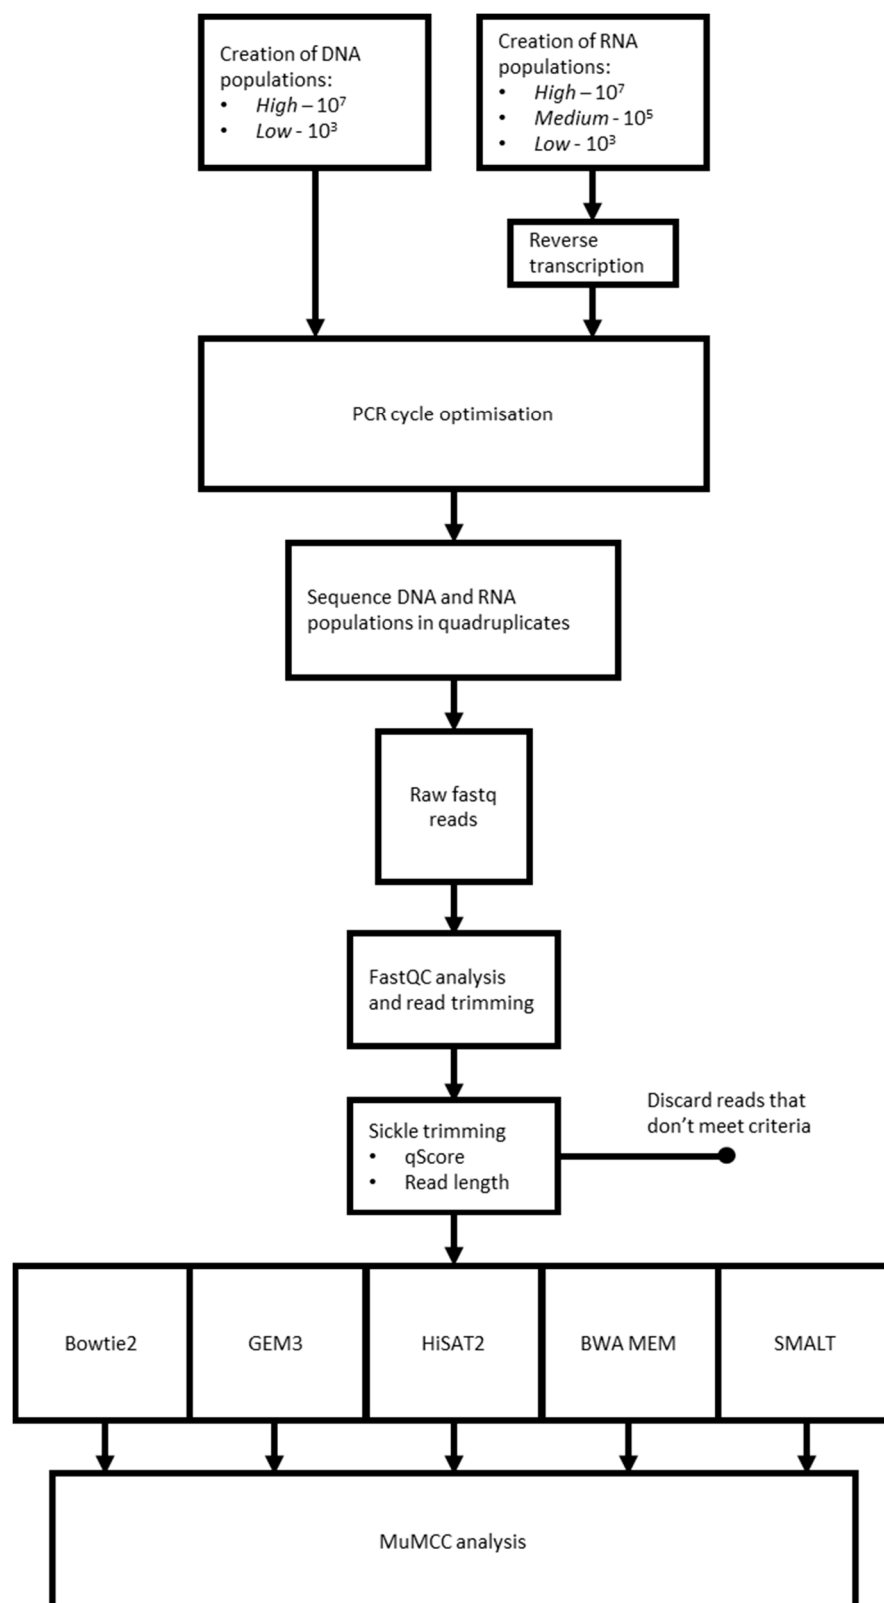 Creation of DNA
populations:
• High – 10⁷
• Low - 10³
Creation of RNA
populations:
• High – 10⁷
• Medium - 10⁵
• Low - 10³
Reverse
transcription
PCR cycle optimisation
Sequence DNA and RNA
populations in quadruplicates
Raw fastq
reads
FastQC analysis
and read trimming
Sickle trimming
• qScore
• Read length
Discard reads that
don’t meet criteria
Bowtie2
GEM3
HiSAT2
BWA MEM
SMALT
MuMCC analysis